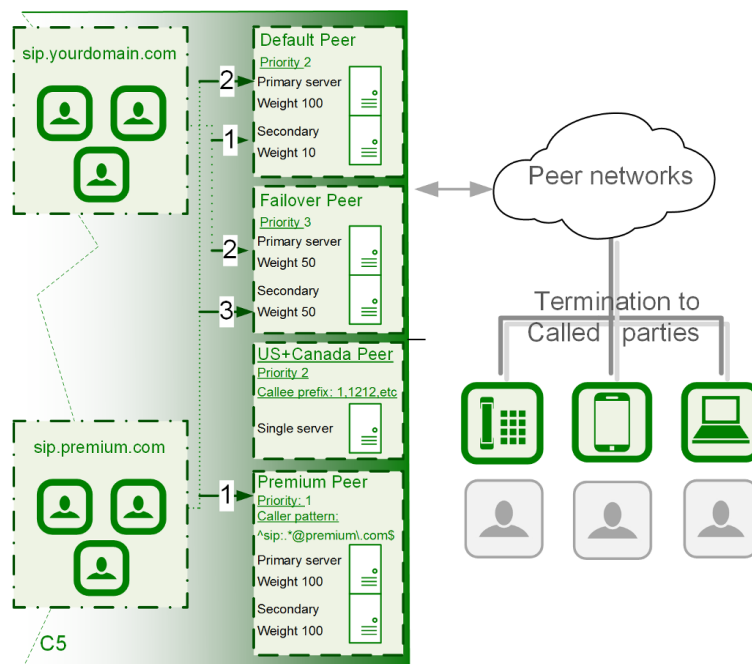 sip.yourdomain.com
2
1
2
3
Default Peer
Priority 2
Primary server
Weight 100
Secondary
Weight 10
Failover Peer
Priority 3
Primary server
Weight 50
Secondary
Weight 50
US+Canada Peer
Priority 2
Callee prefix: 1,1212,etc
Single server
sip.premium.com
1
Premium Peer
Priority: 1
Caller pattern:
^sip:.*@premium\.com$
Primary server
Weight 100
Secondary
Weight 100
C5
Peer networks
Termination to
Called parties